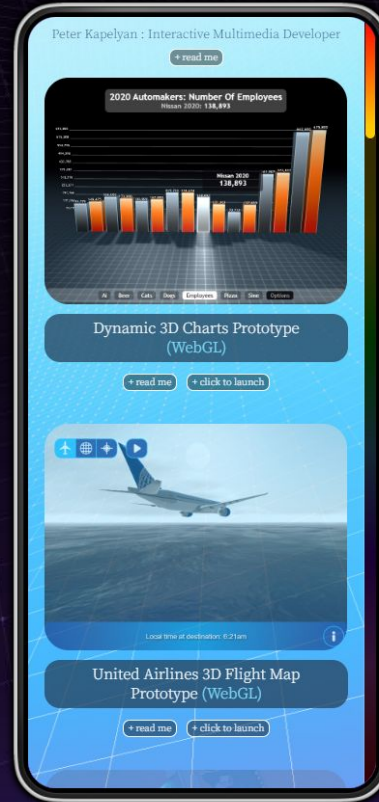 Peter Kapelyan : Interactive Multimedia Developer
+ read me
2020 Automakers: Number Of Employees
Nissan 2020: 138,893
Nissan 2020
138,893
AI Beer Cats Dogs Employees Pizza Sine Options
Dynamic 3D Charts Prototype
(WebGL)
+ read me + click to launch
Local time at destination: 6:21am
i
United Airlines 3D Flight Map
Prototype (WebGL)
+ read me + click to launch